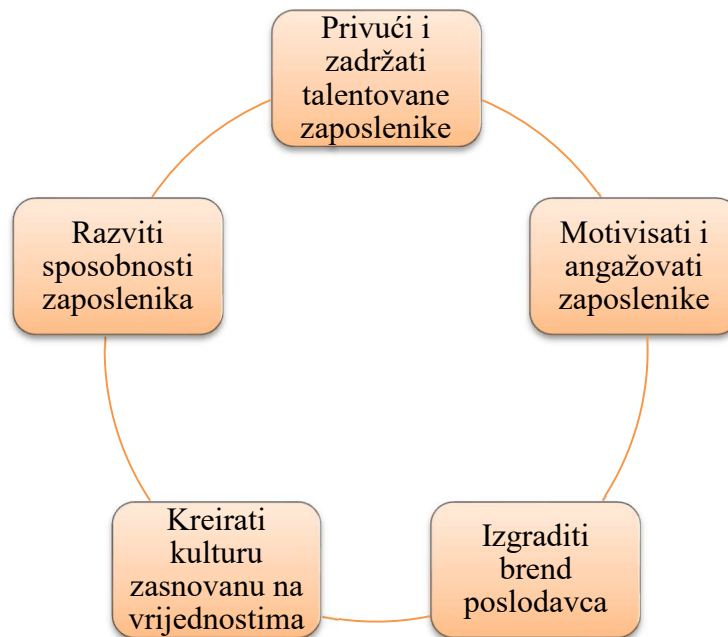 Privući i
zadržati
talentovane
zaposlenike
Motivisati i
angažovati
zaposlenike
Izgraditi
brend
poslodavca
Kreirati
kulturu
zasnovanu na
vrijednostima
Razviti
sposobnosti
zaposlenika